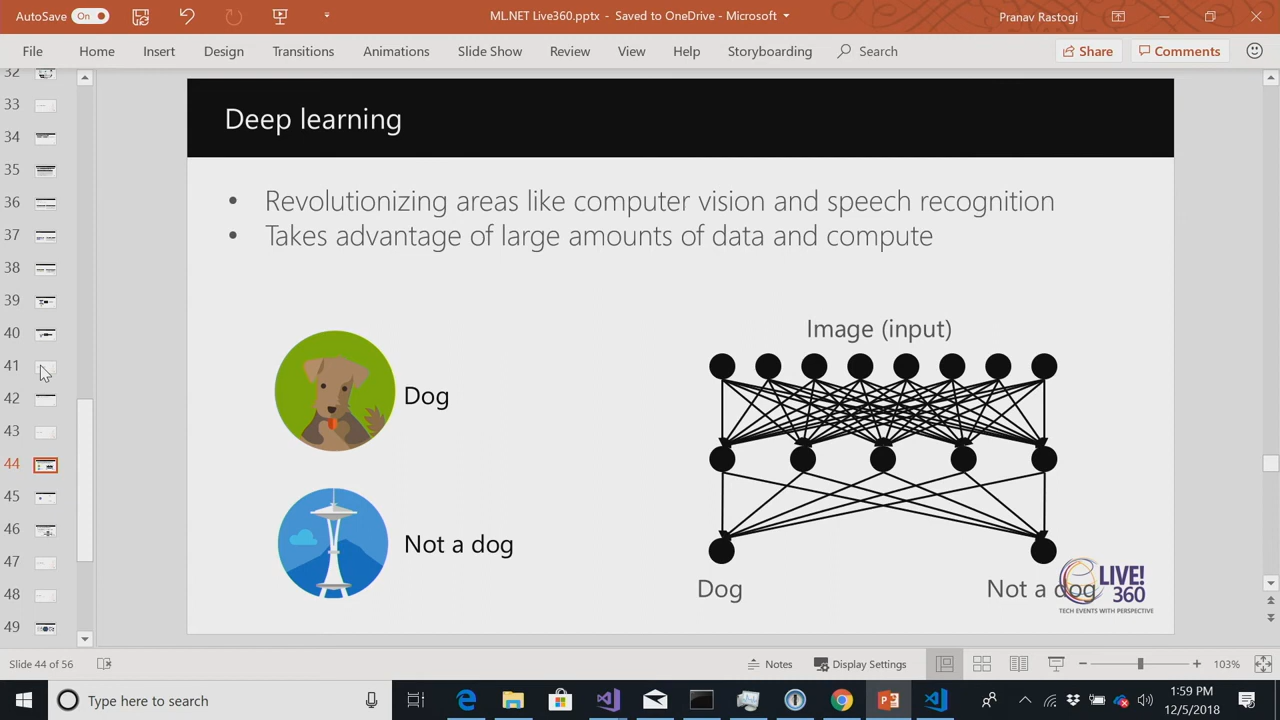 AutoSave On
ML.NET Live360.pptx - Saved to OneDrive - Microsoft
Pranav Rastogi
File Home Insert Design Transitions Animations Slide Show Review View Help Storyboarding Search Share Comments
32
33
34
35
36
37
38
39
40
41
42
43
44
45
46
47
48
49
Deep learning
• Revolutionizing areas like computer vision and speech recognition
• Takes advantage of large amounts of data and compute
Dog
Not a dog
Image (input)
Dog
Not a dog
LIVE!
360
TECH EVENTS WITH PERSPECTIVE
Slide 44 of 56
Notes
Display Settings
103%
Type here to search
1:59 PM
12/5/2018